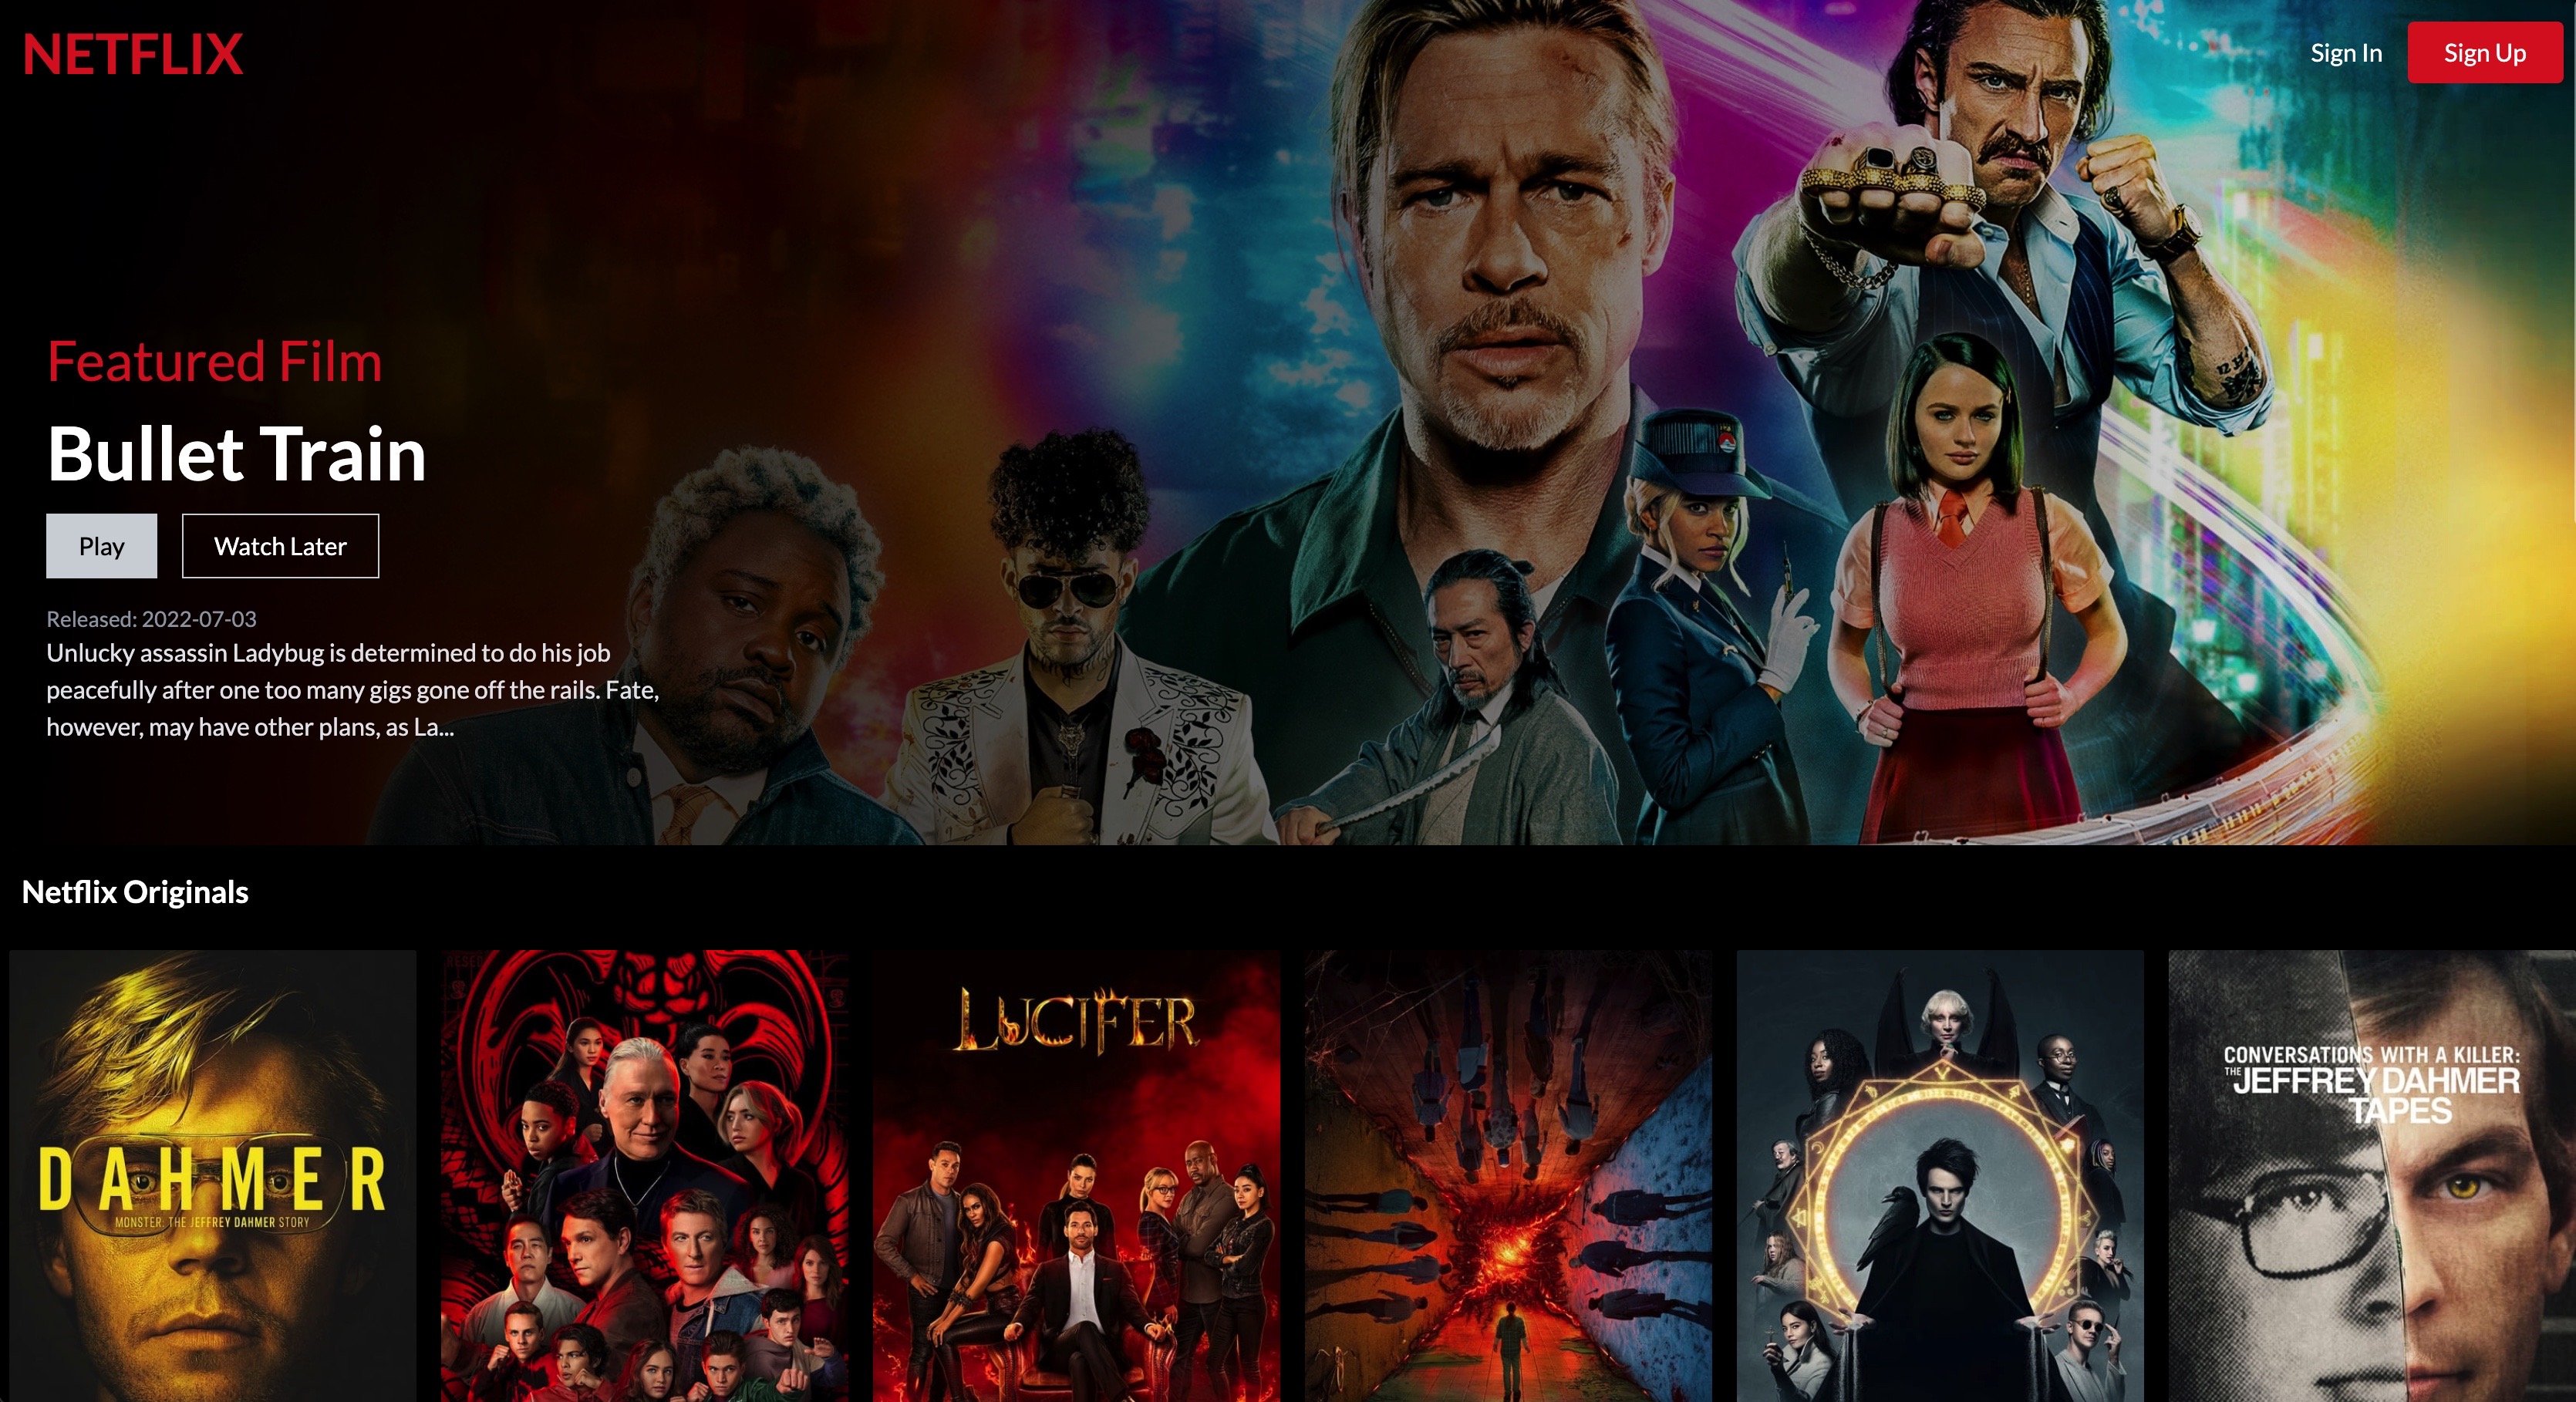 NETFLIX
Sign In
Sign Up
Featured Film
Bullet Train
Play
Watch Later
Released: 2022-07-03
Unlucky assassin Ladybug is determined to do his job
peacefully after one too many gigs gone off the rails. Fate,
however, may have other plans, as La...
Netflix Originals
DAHMER
MONSTER: THE JEFFREY DAHMER STORY
LUCIFER
CONVERSATIONS WITH A KILLER:
THE JEFFREY DAHMER
TAPES